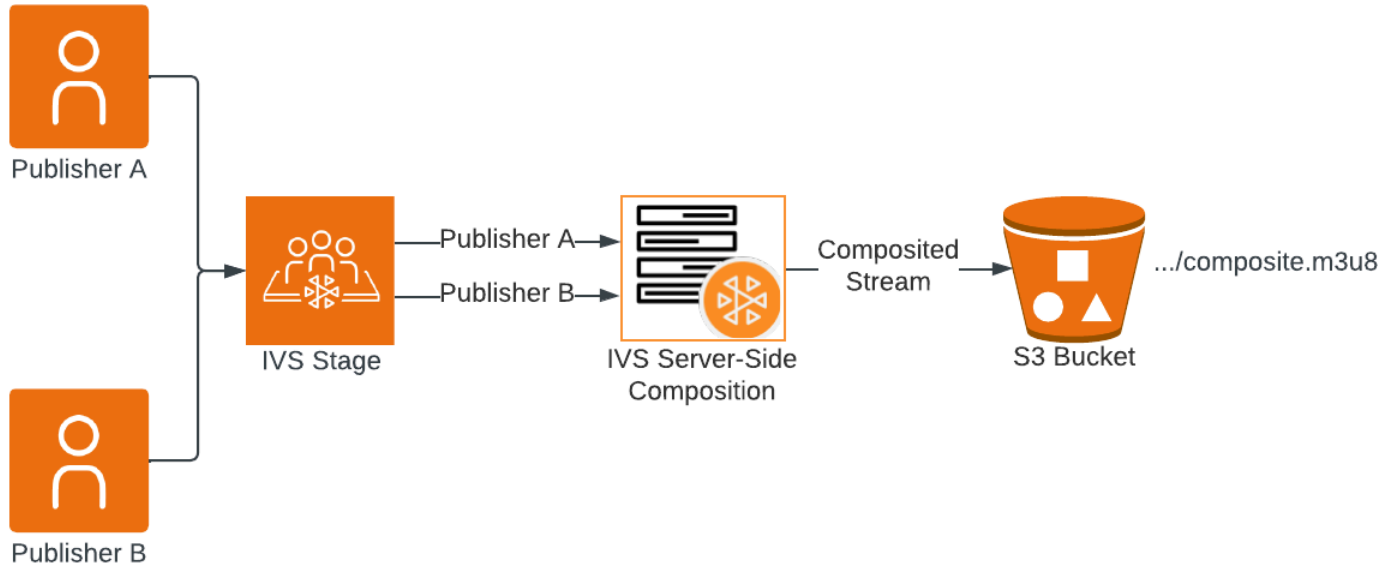 Publisher A
Publisher B
IVS Stage
Publisher A
Publisher B
IVS Server-Side
Composition
Composited
Stream
S3 Bucket
.../composite.m3u8